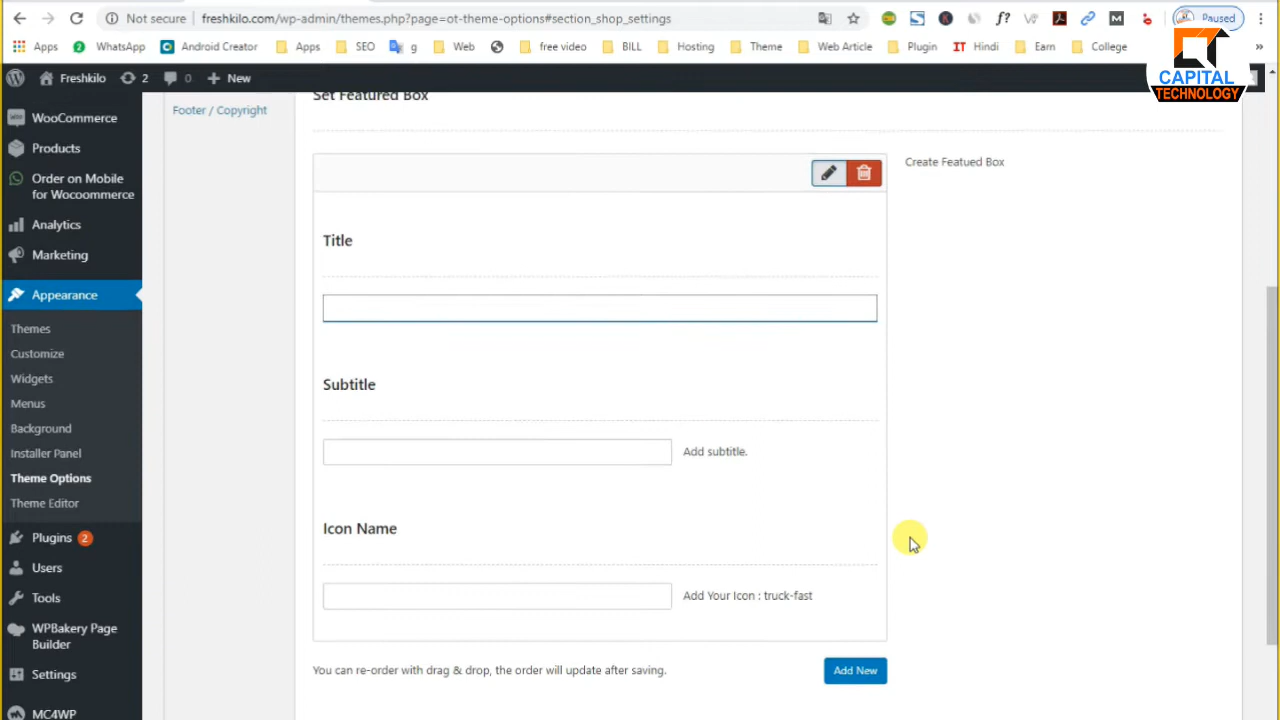 Not secure freshkilo.com/wp-admin/themes.php?page=ot-theme-options#section_shop_settings Paused
Apps WhatsApp Android Creator Apps SEO g Web free video BILL Hosting Theme Web Article Plugin IT Hindi Earn College »
CAPITAL
TECHNOLOGY
Freshkilo 2 0 New
WooCommerce
Products
Order on Mobile
for Wocoommerce
Analytics
Marketing
Appearance
Themes
Customize
Widgets
Menus
Background
Installer Panel
Theme Options
Theme Editor
Plugins 2
Users
Tools
WPBakery Page
Builder
Settings
MC4WP
Footer / Copyright
Set Featured Box
Create Featued Box
Title
Subtitle
Add subtitle.
Icon Name
Add Your Icon : truck-fast
You can re-order with drag & drop, the order will update after saving.
Add New